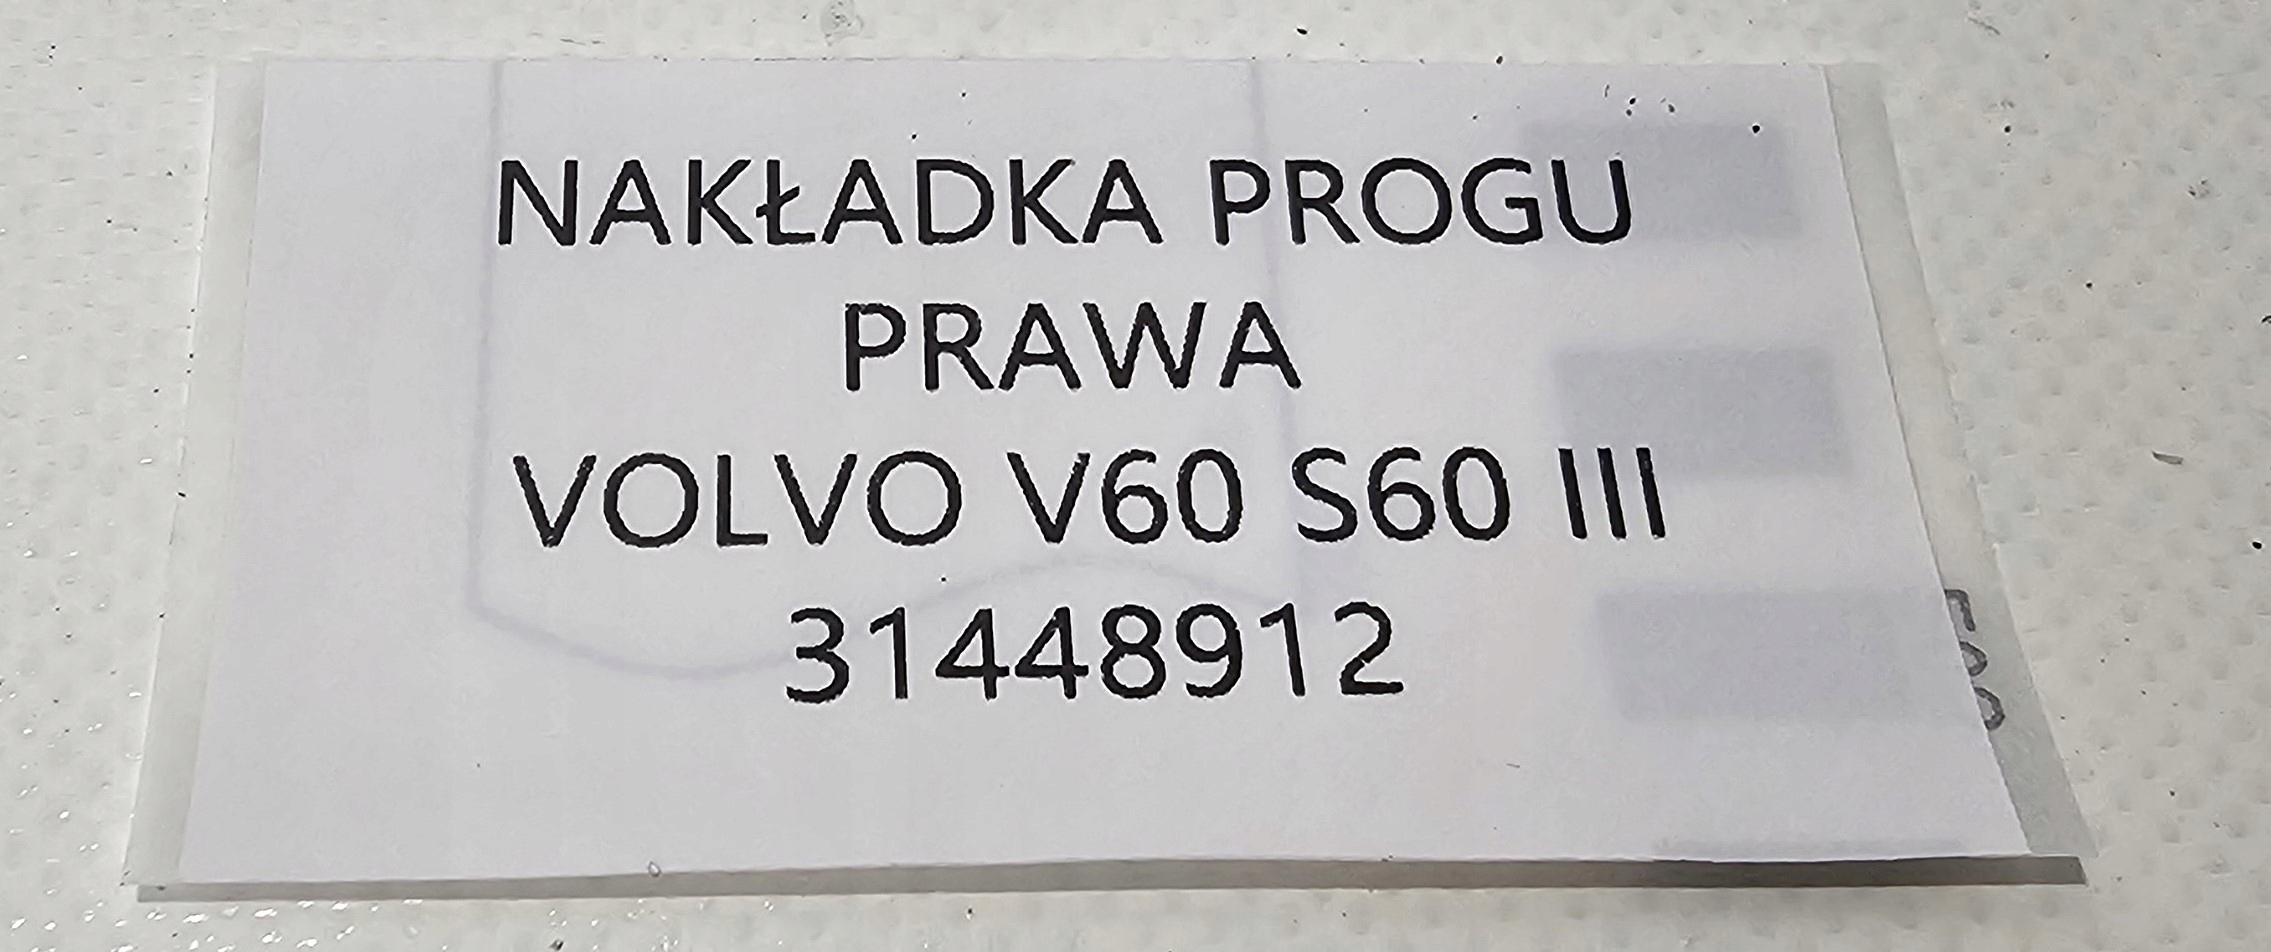 NAKŁADKA PROGU
PRAWA
VOLVO V60 S60 III
31448912